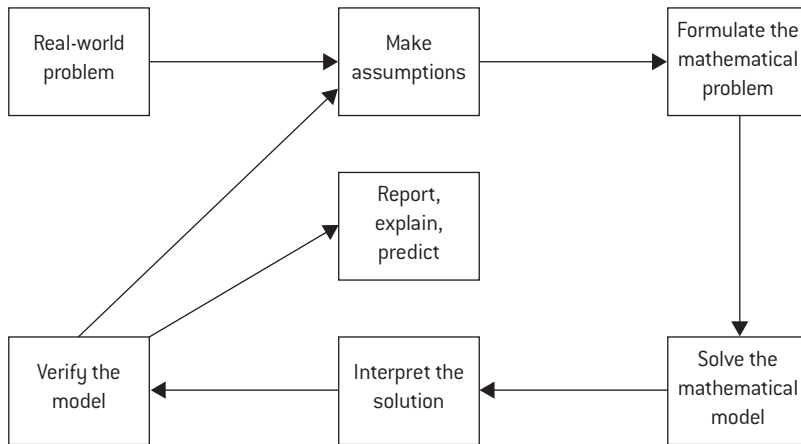 Real-world
problem
Make
assumptions
Formulate the
mathematical
problem
Report,
explain,
predict
Verify the
model
Interpret the
solution
Solve the
mathematical
model